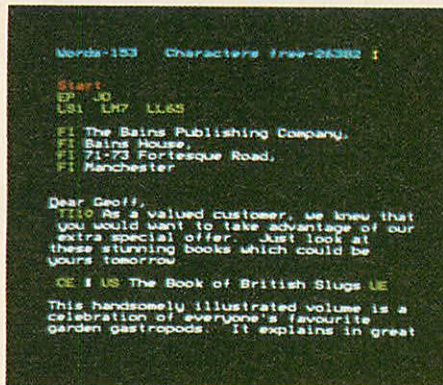 Words-153 Characters free-26382 I
Start
EP JO
LS1 LM7 LL65
FI The Bains Publishing Company,
FI Bains House,
FI 71-73 Fortesque Road,
FI Manchester
Dear Geoff,
TI10 As a valued customer, we knew that
you would want to take advantage of our
extra special offer. Just look at
these stunning books which could be
yours tomorrow
CE I US The Book of British Slugs UE
This handsomely illustrated volume is a
celebration of everyone's favourite
garden gastropods. It explains in great